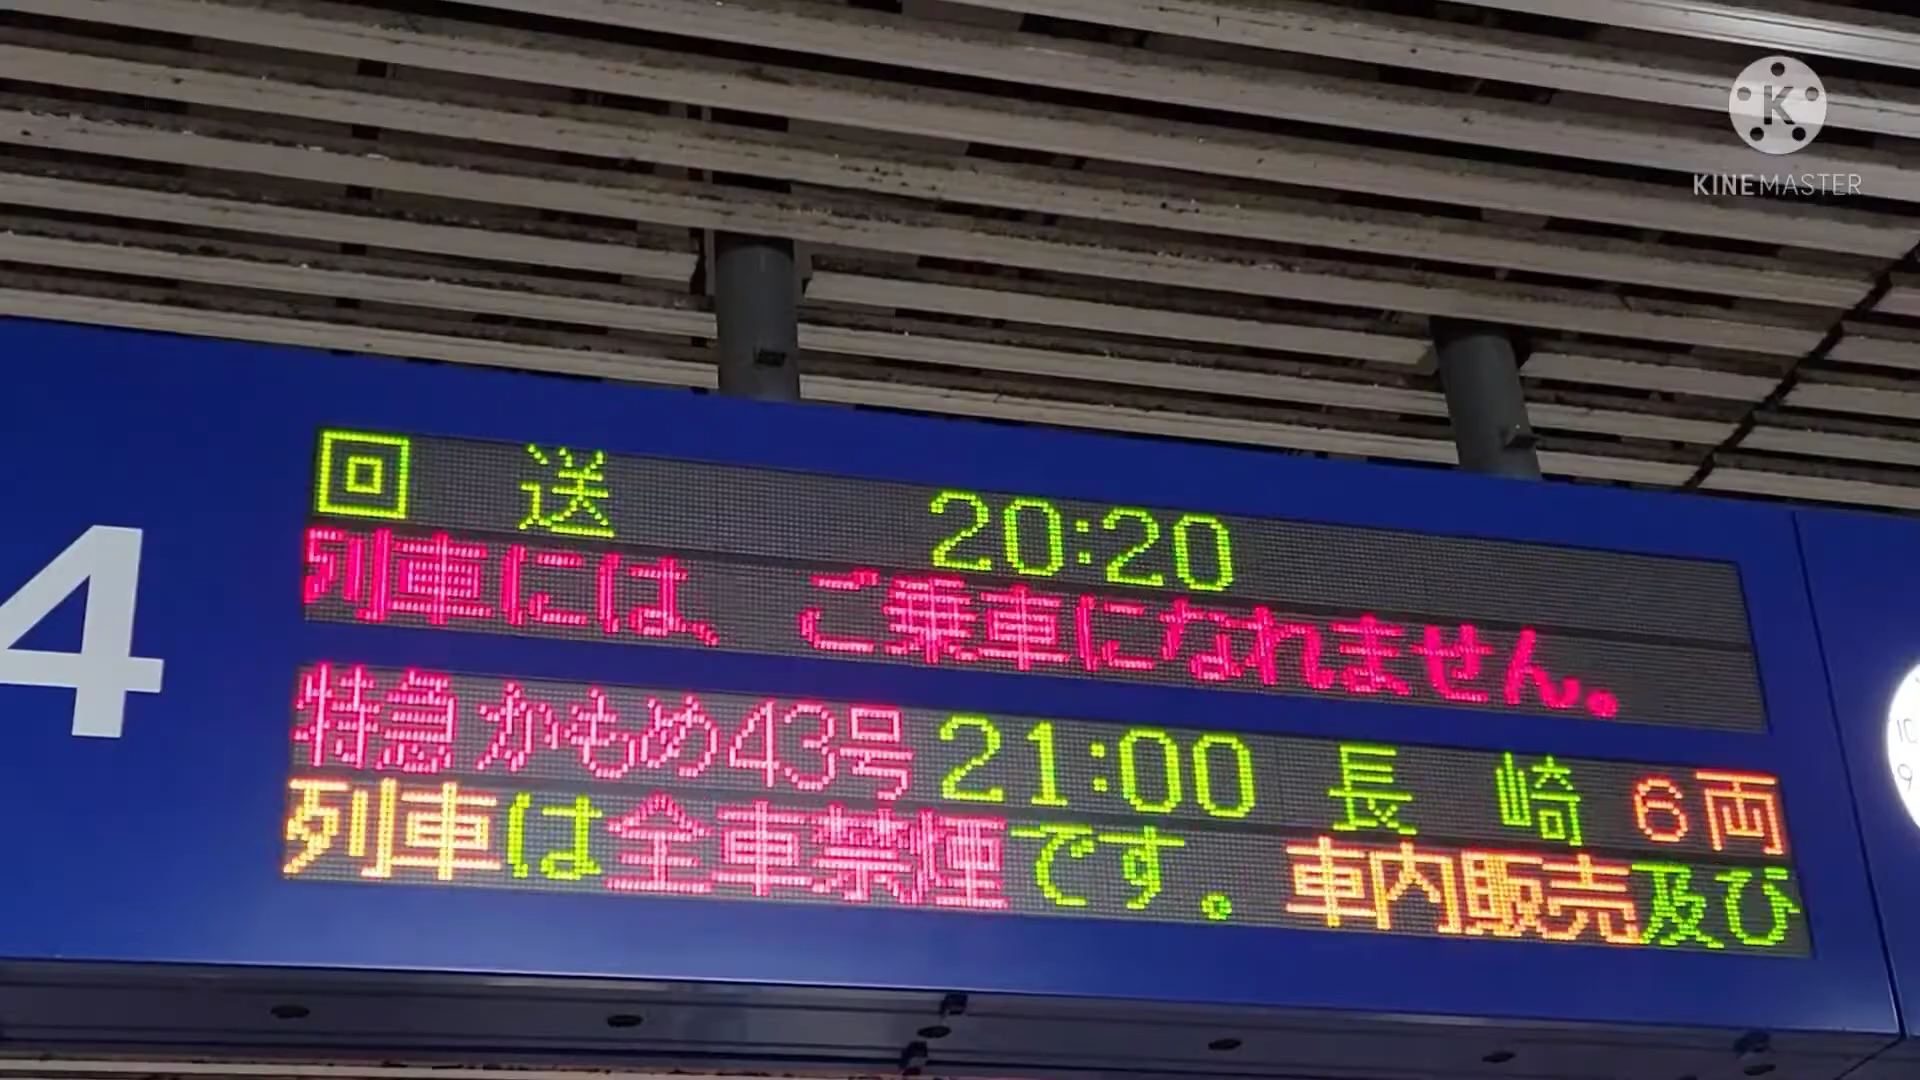 KINEMASTER
4
回送 20:20
列車には、ご乗車になれません。
特急かもめ43号 21:00 長崎 6両
列車は全車禁煙です。 車内販売及び
10
9